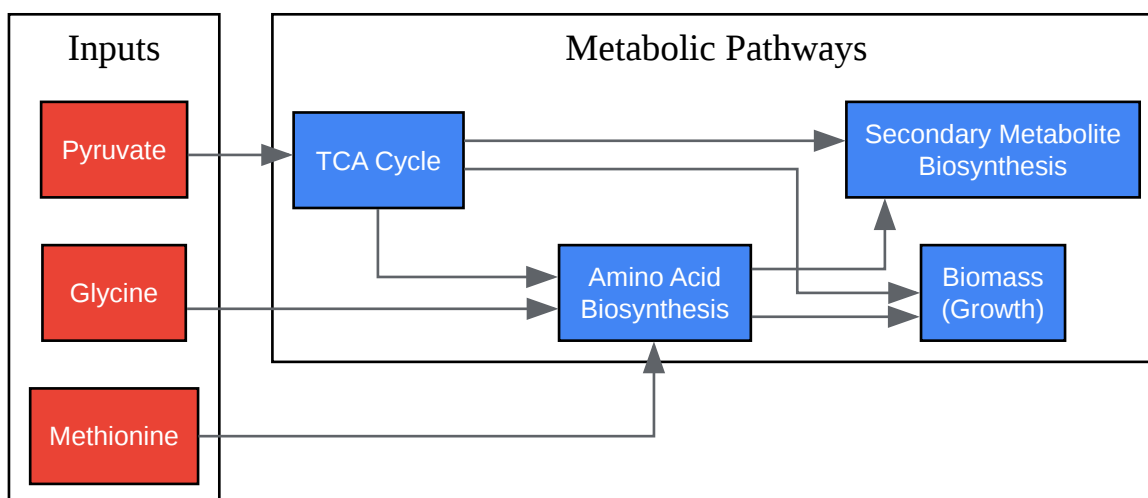 Inputs
Metabolic Pathways
Pyruvate
TCA Cycle
Secondary Metabolite
Biosynthesis
Glycine
Amino Acid
Biosynthesis
Biomass
(Growth)
Methionine